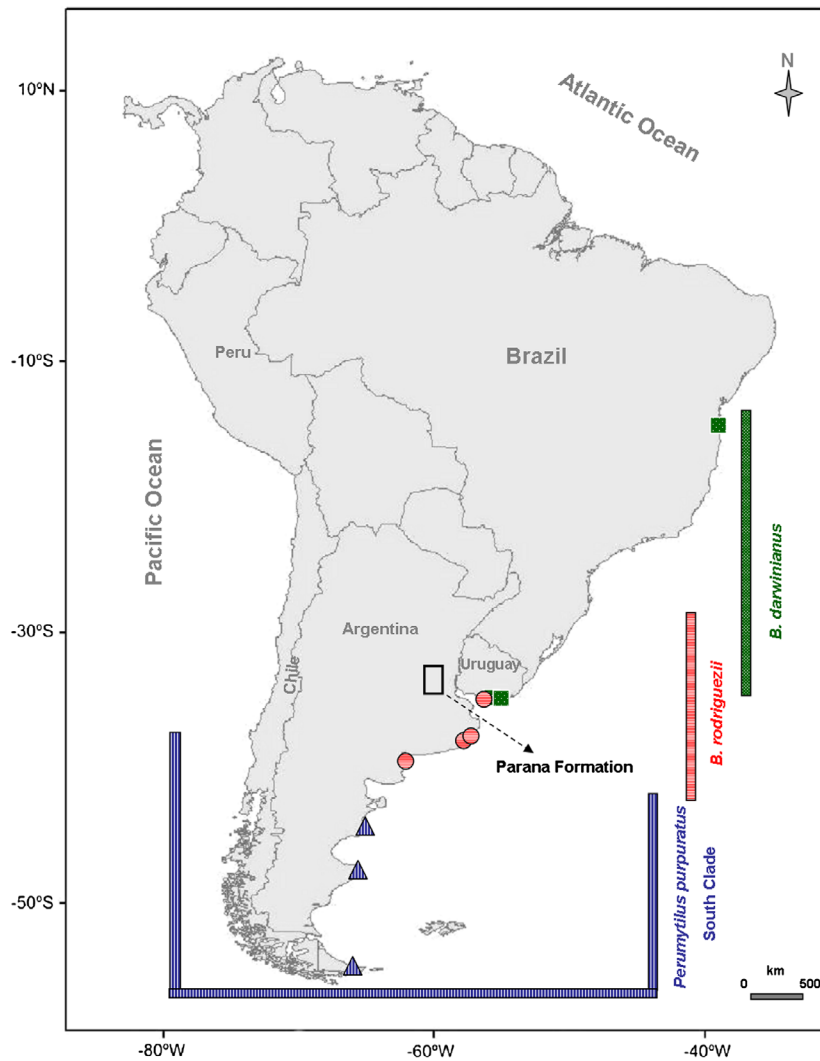 N
Atlantic Ocean
10ºN
Peru
Brazil
-10ºS
Pacific Ocean
B. darwinianus
Argentina
-30ºS
Uruguay
Chile
B. rodriguezii
Parana Formation
Perumytilus purpuratus
South Clade
-50ºS
km
0 500
-80ºW
-60ºW
-40ºW